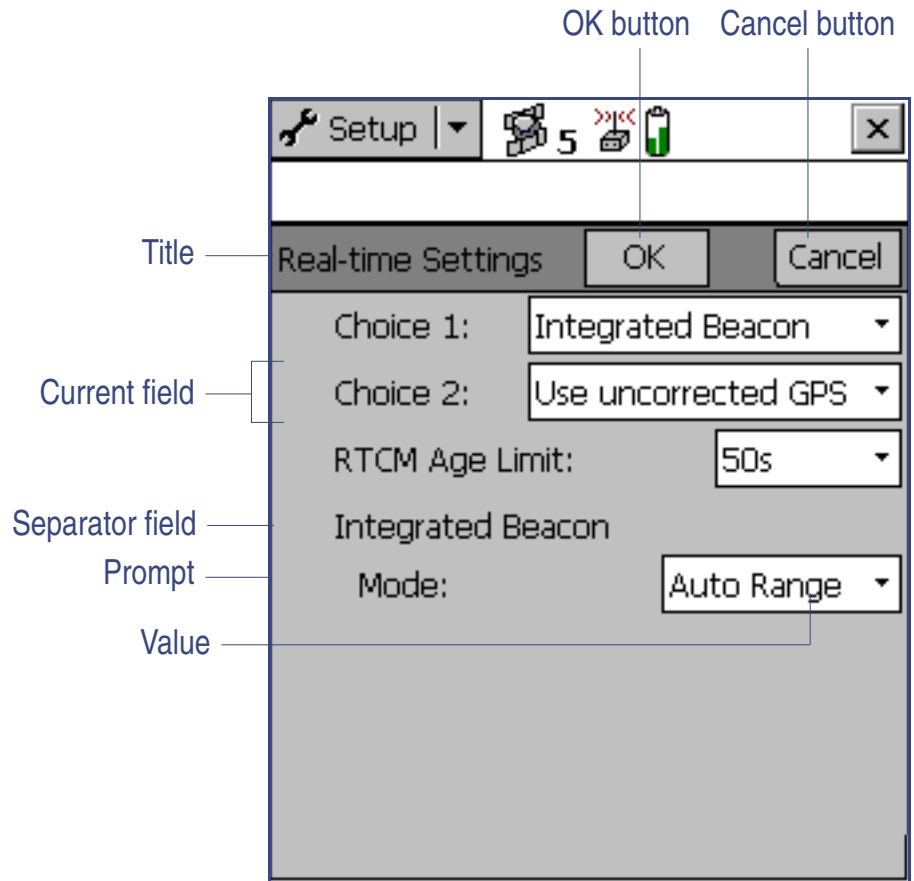 OK button Cancel button
Setup 5
Title
Real-time Settings OK Cancel
Choice 1: Integrated Beacon
Current field
Choice 2: Use uncorrected GPS
RTCM Age Limit: 50s
Separator field
Integrated Beacon
Prompt
Mode: Auto Range
Value